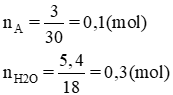 n_A = 3/30 = 0,1(mol)
n_H2O = 5,4/18 = 0,3(mol)